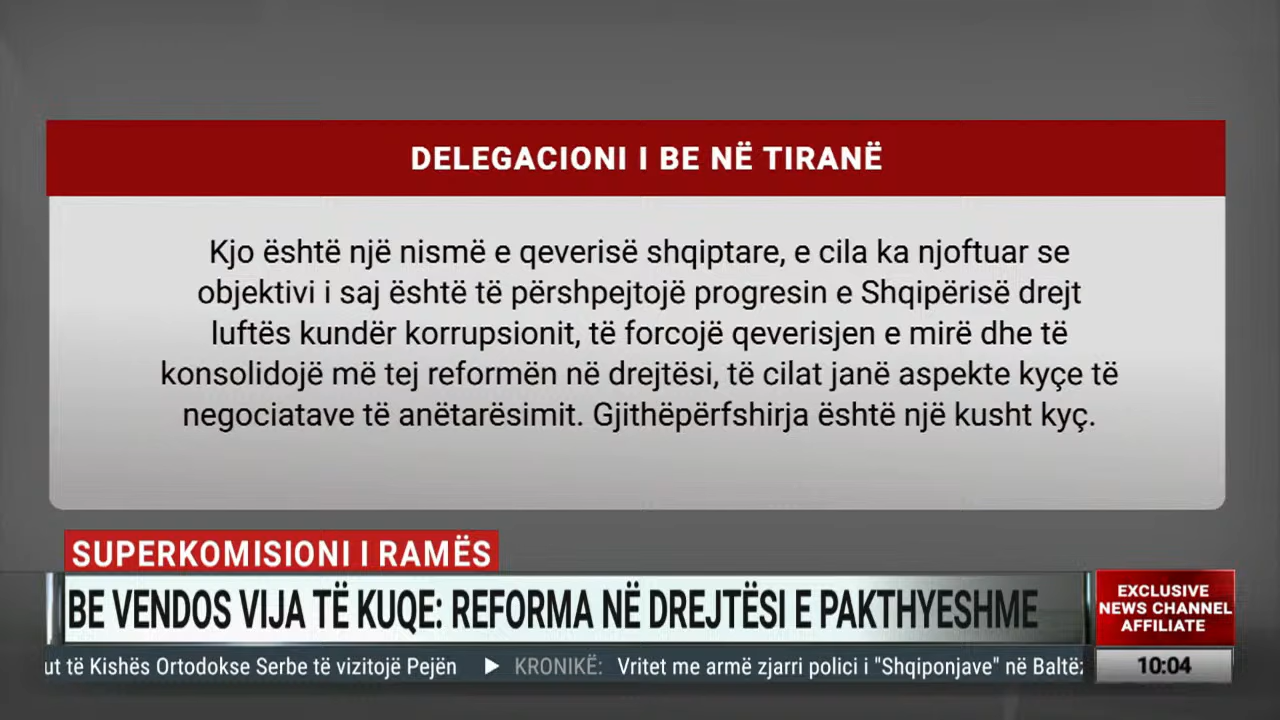 DELEGACIONI I BE NË TIRANË
Kjo është një nismë e qeverisë shqiptare, e cila ka njoftuar se
objektivi i saj është të përshpejtojë progresin e Shqipërisë drejt
luftës kundër korrupsionit, të forcojë qeverisjen e mirë dhe të
konsolidojë më tej reformën në drejtësi, të cilat janë aspekte kyçe të
negociatave të anëtarësimit. Gjithëpërfshirja është një kusht kyç.
SUPERKOMISIONI I RAMËS
BE VENDOS VIJA TË KUQE: REFORMA NË DREJTËSI E PAKTHYESHME
EXCLUSIVE
NEWS CHANNEL
AFFILIATE
të Kishës Ortodokse Serbe të vizitojë Pejën ▶ KRONIKË: Vritet me armë zjarri polici i "Shqiponjave" në
10:04